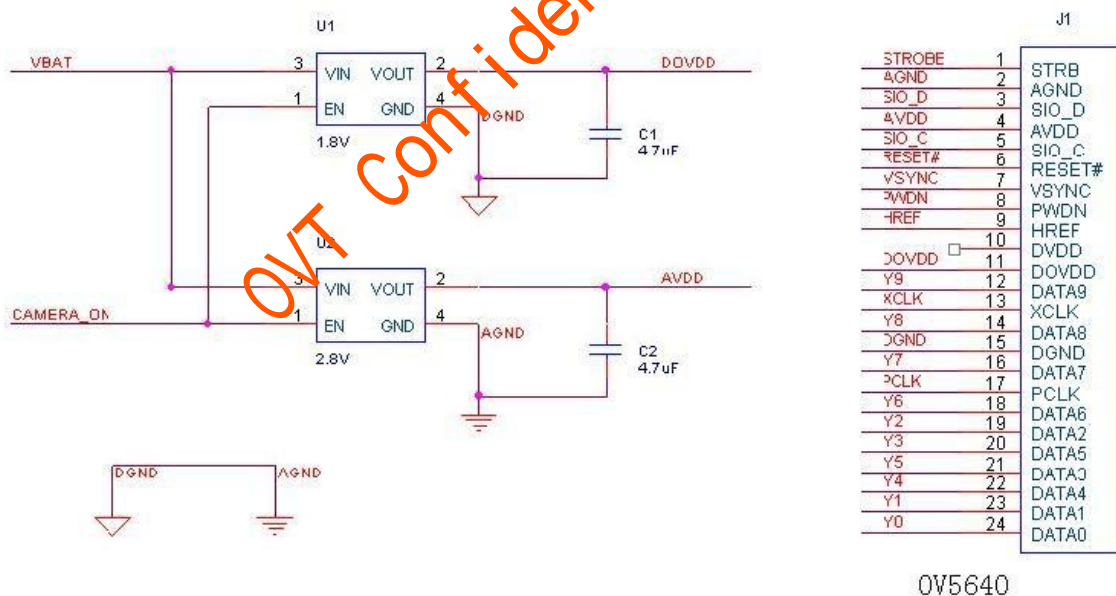 U1
VBAT
3 VIN VOUT 2
DOVDD
1 EN GND 4
DGND
1.8V
C1
4.7uF
U2
3 VIN VOUT 2
AVDD
CAMERA_ON
1 EN GND 4
AGND
2.8V
C2
4.7uF
DGND AGND
OVT Confiden
J1
STROBE 1 STRB
AGND 2 AGND
SIO_D 3 SIO_D
AVDD 4 AVDD
SIO_C 5 SIO_C
RESET# 6 RESET#
VSYNC 7 VSYNC
PWDN 8 PWDN
HREF 9 HREF
10 DVDD
DOVDD 11 DOVDD
Y9 12 DATA9
XCLK 13 XCLK
Y8 14 DATA8
DGND 15 DGND
Y7 16 DATA7
PCLK 17 PCLK
Y6 18 DATA6
Y2 19 DATA2
Y3 20 DATA5
Y5 21 DATA3
Y4 22 DATA4
Y1 23 DATA1
Y0 24 DATA0
OV5640